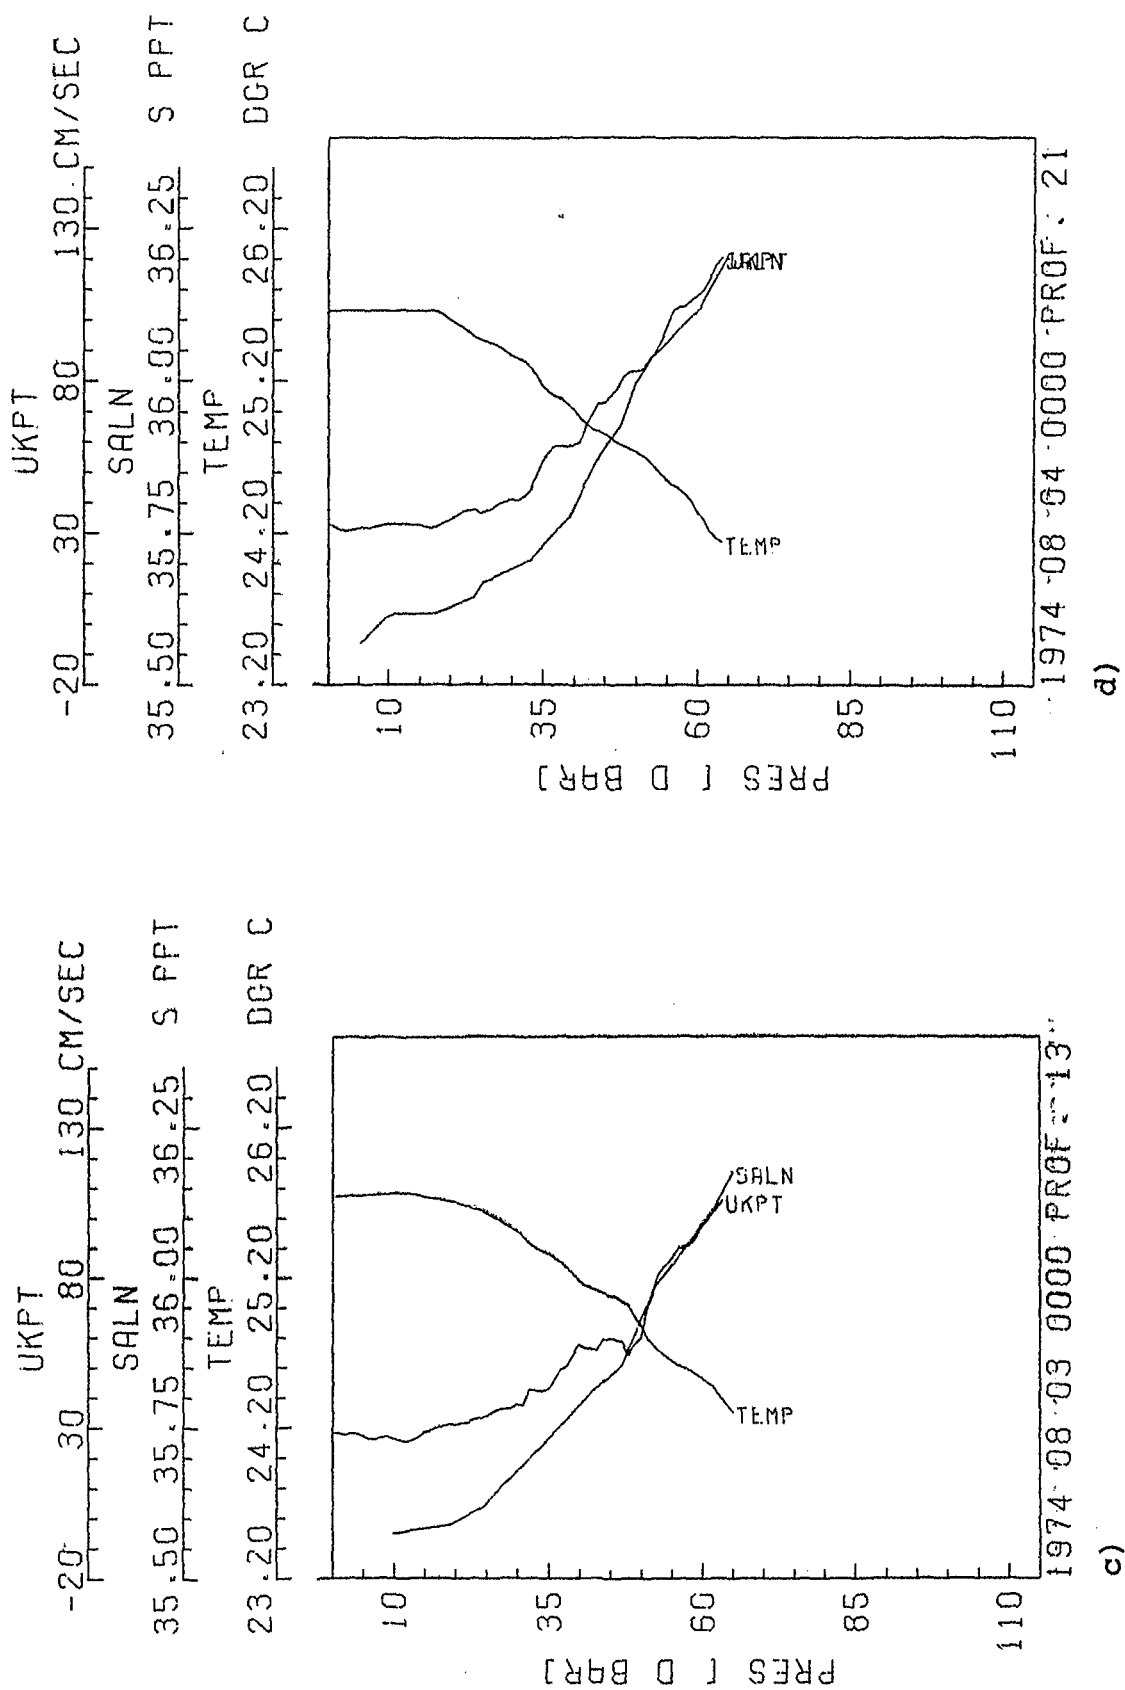 UKPT
-20 30 80 130 CM/SEC
SALN
35.50 35.75 36.00 36.25 S PPT
TEMP
23.20 24.20 25.20 26.20 DGR C
10
35
60
85
110
PRES [ D BAR]
SALN
UKPT
TEMP
1974 08 03 0000 PROF. 13
c)
UKPT
-20 30 80 130 CM/SEC
SALN
35.50 35.75 36.00 36.25 S PPT
TEMP
23.20 24.20 25.20 26.20 DGR C
10
35
60
85
110
PRES [ D BAR]
TEMP
1974 08 04 0000 PROF. 21
d)